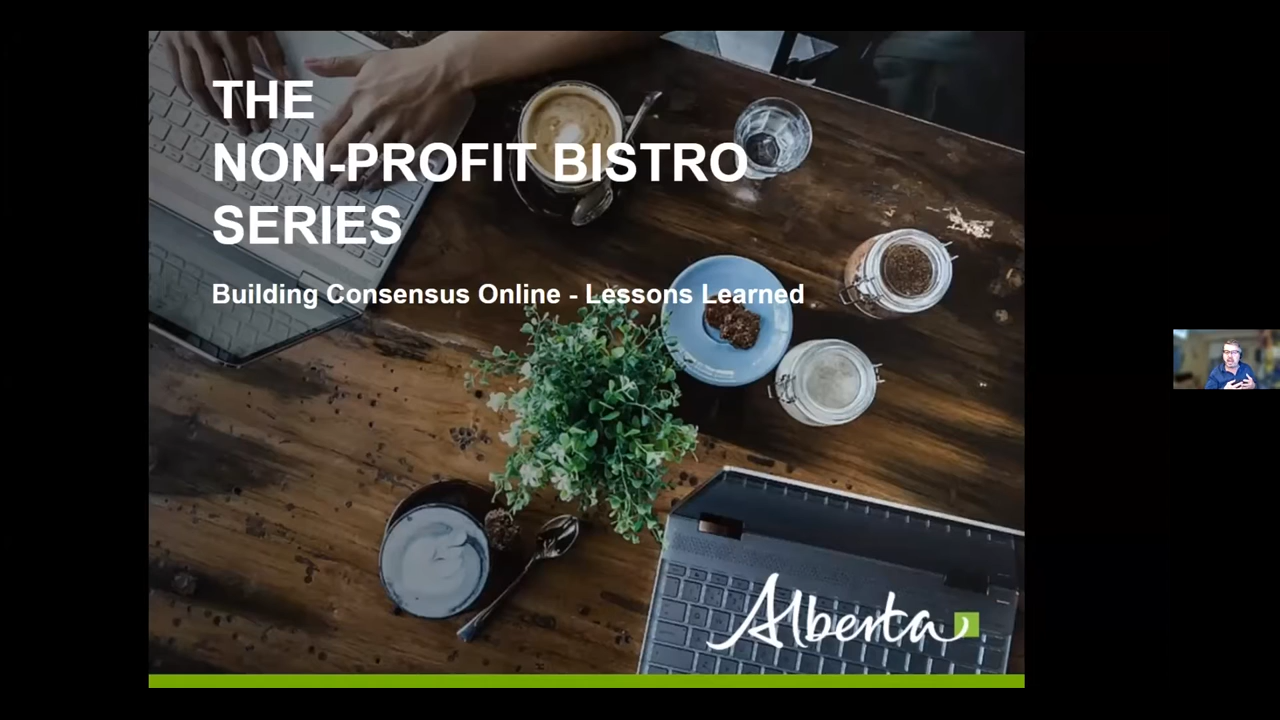 THE
NON-PROFIT BISTRO
SERIES
Building Consensus Online - Lessons Learned
Alberta